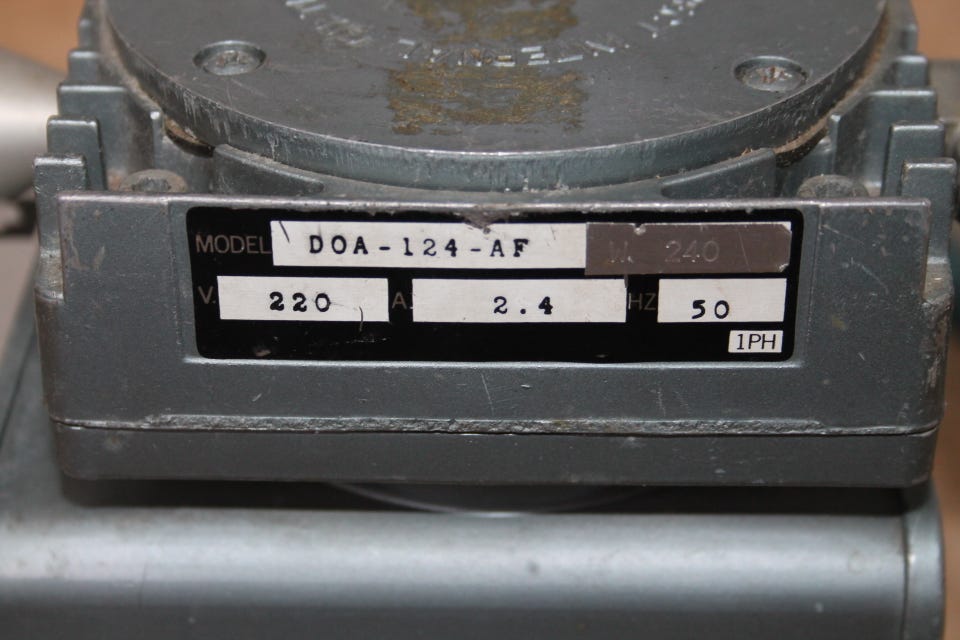 MODEL DOA-124-AF W. 240
V. 220 A. 2.4 HZ 50
1PH